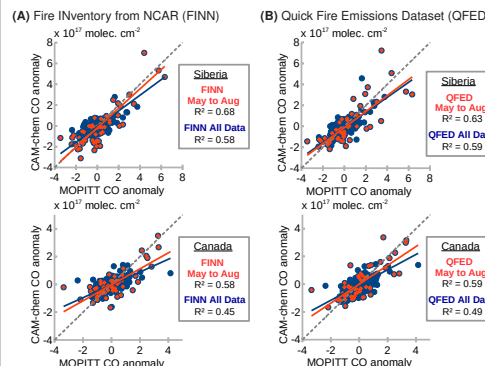 (A) Fire Inventory from NCAR (FINN)
x 10¹⁷ molec. cm⁻²
8
6
4
2
0
-2
-4
-4 -2 0 2 4 6 8
CAM-chem CO anomaly
MOPITT CO anomaly
Siberia
FINN
May to Aug
R² = 0.68
FINN All Data
R² = 0.58
x 10¹⁷ molec. cm⁻²
4
2
0
-2
-4
-4 -2 0 2 4
CAM-chem CO anomaly
MOPITT CO anomaly
Canada
FINN
May to Aug
R² = 0.58
FINN All Data
R² = 0.45
(B) Quick Fire Emissions Dataset (QFED
x 10¹⁷ molec. cm⁻²
8
6
4
2
0
-2
-4
-4 -2 0 2 4 6 8
CAM-chem CO anomaly
MOPITT CO anomaly
Siberia
QFED
May to Aug
R² = 0.63
QFED All Da
R² = 0.59
x 10¹⁷ molec. cm⁻²
4
2
0
-2
-4
-4 -2 0 2 4
CAM-chem CO anomaly
MOPITT CO anomaly
Canada
QFED
May to Aug
R² = 0.59
QFED All Da
R² = 0.49